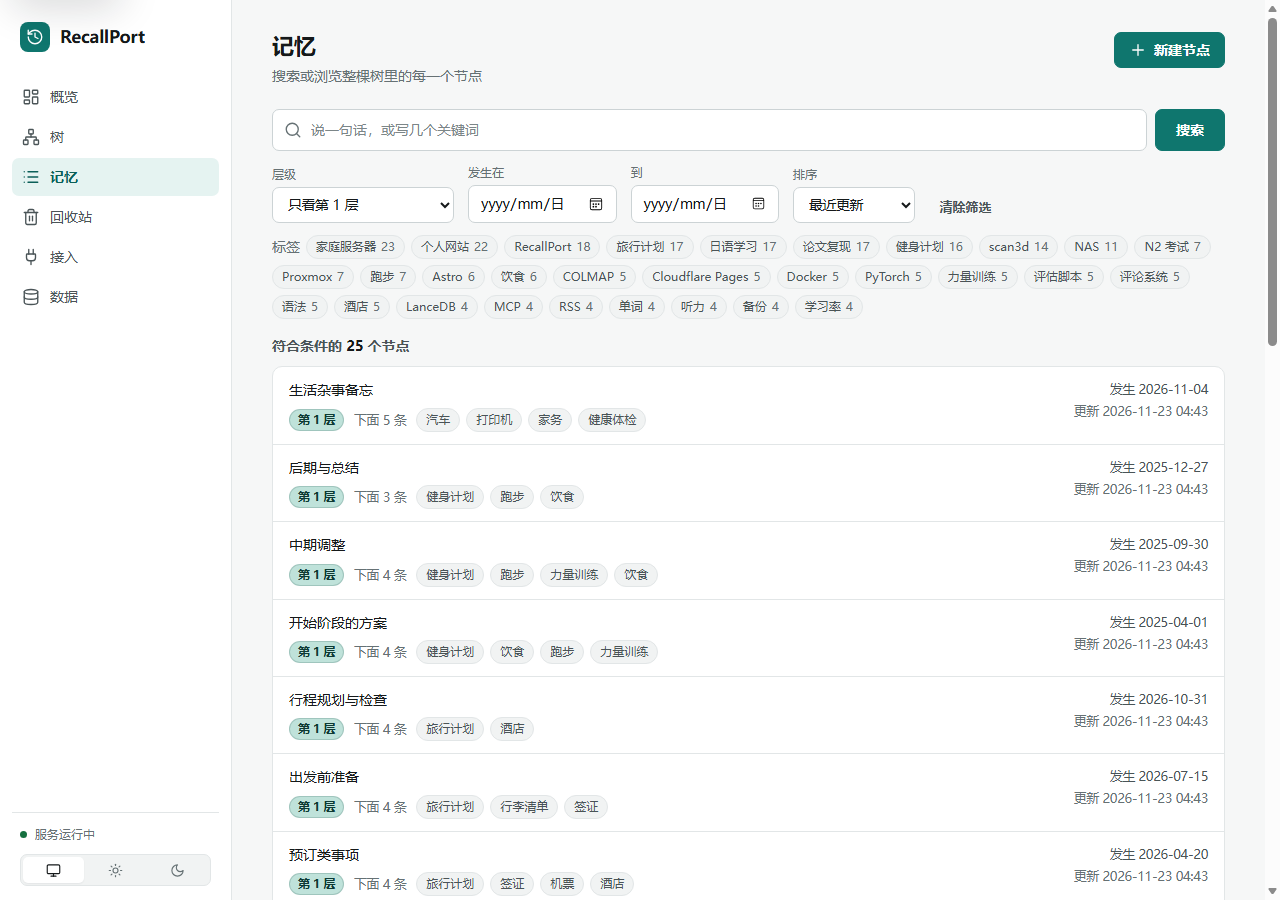 RecallPort
概览
树
记忆
回收站
接入
数据
服务运行中
记忆
搜索或浏览整棵树里的每一个节点
新建节点
说一句话，或写几个关键词
搜索
层级 发生在 到 排序
只看第 1 层 yyyy/mm/日 yyyy/mm/日 最近更新 清除筛选
标签 家庭服务器 23 个人网站 22 RecallPort 18 旅行计划 17 日语学习 17 论文复现 17 健身计划 16 scan3d 14 NAS 11 N2 考试 7
Proxmox 7 跑步 7 Astro 6 饮食 6 COLMAP 5 Cloudflare Pages 5 Docker 5 PyTorch 5 力量训练 5 评估脚本 5 评论系统 5
语法 5 酒店 5 LanceDB 4 MCP 4 RSS 4 单词 4 听力 4 备份 4 学习率 4
符合条件的 25 个节点
生活杂事备忘 发生 2026-11-04
第 1 层 下面 5 条 汽车 打印机 家务 健康体检 更新 2026-11-23 04:43
后期与总结 发生 2025-12-27
第 1 层 下面 3 条 健身计划 跑步 饮食 更新 2026-11-23 04:43
中期调整 发生 2025-09-30
第 1 层 下面 4 条 健身计划 跑步 力量训练 饮食 更新 2026-11-23 04:43
开始阶段的方案 发生 2025-04-01
第 1 层 下面 4 条 健身计划 饮食 跑步 力量训练 更新 2026-11-23 04:43
行程规划与检查 发生 2026-10-31
第 1 层 下面 4 条 旅行计划 酒店 更新 2026-11-23 04:43
出发前准备 发生 2026-07-15
第 1 层 下面 4 条 旅行计划 行李清单 签证 更新 2026-11-23 04:43
预订类事项 发生 2026-04-20
第 1 层 下面 4 条 旅行计划 签证 机票 酒店 更新 2026-11-23 04:43